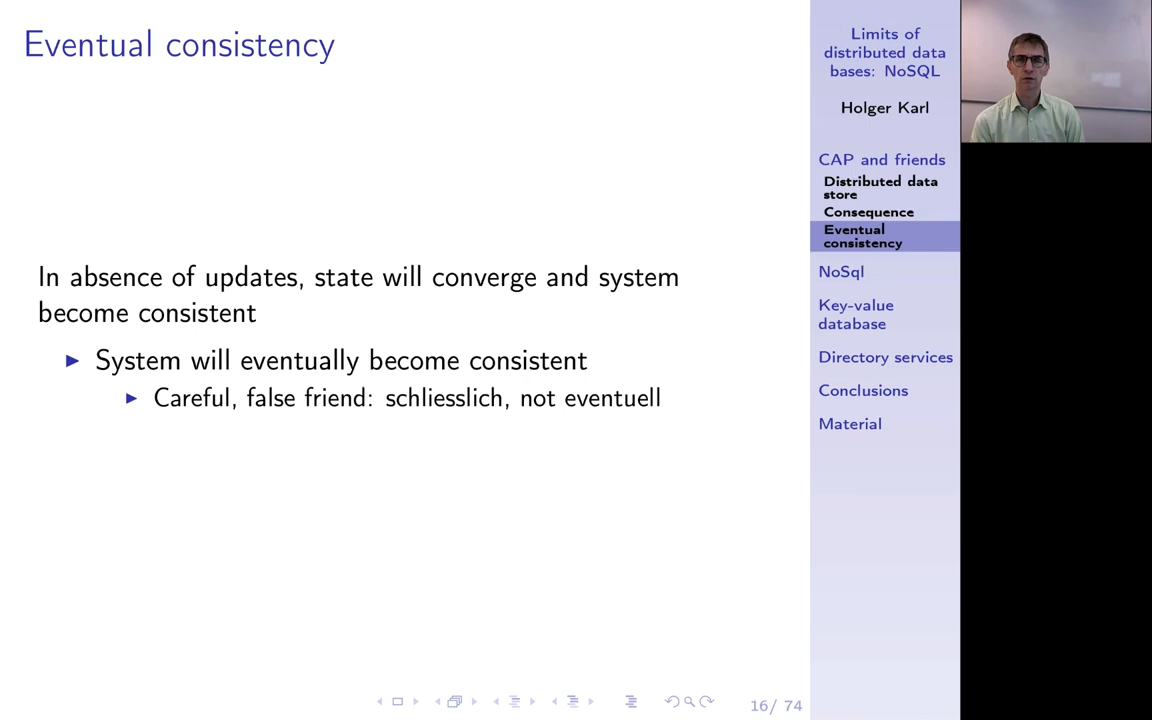 Eventual consistency
In absence of updates, state will converge and system
become consistent
▶ System will eventually become consistent
▶ Careful, false friend: schliesslich, not eventuell
16/ 74
Limits of
distributed data
bases: NoSQL
Holger Karl
CAP and friends
Distributed data
store
Consequence
Eventual
consistency
NoSql
Key-value
database
Directory services
Conclusions
Material